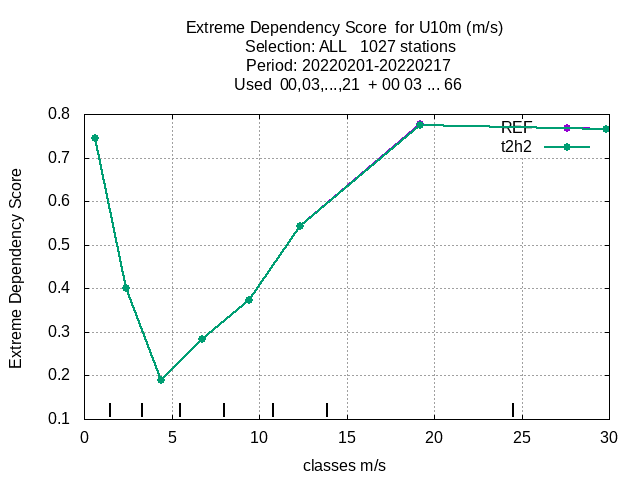 Extreme Dependency Score  for U10m (m/s)
Selection: ALL   1027 stations
Period: 20220201-20220217
Used  00,03,...,21  + 00 03 ... 66
0.8
0.7
0.6
0.5
0.4
0.3
0.2
0.1
Extreme Dependency Score
REF
t2h2
0 5 10 15 20 25 30
classes m/s